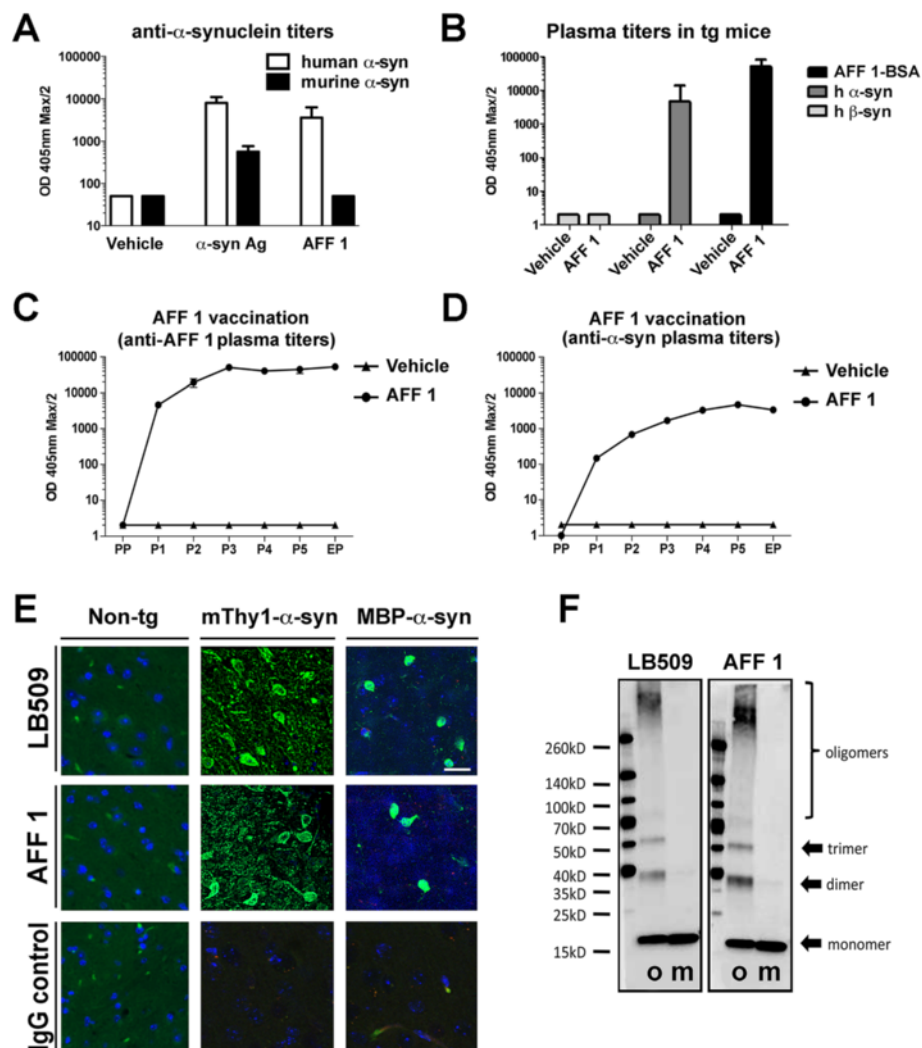 A
anti-α-synuclein titers
human α-syn
murine α-syn
OD 405nm Max/2
100000
10000
1000
100
10
Vehicle
α-syn Ag
AFF 1
B
Plasma titers in tg mice
AFF 1-BSA
h α-syn
h β-syn
OD 405nm Max/2
100000
10000
1000
100
10
1
Vehicle
AFF 1
Vehicle
AFF 1
Vehicle
AFF 1
C
AFF 1 vaccination
(anti-AFF 1 plasma titers)
Vehicle
AFF 1
OD 405nm Max/2
100000
10000
1000
100
10
1
PP P1 P2 P3 P4 P5 EP
D
AFF 1 vaccination
(anti-α-syn plasma titers)
Vehicle
AFF 1
OD 405nm Max/2
100000
10000
1000
100
10
1
PP P1 P2 P3 P4 P5 EP
E
Non-tg mThy1-α-syn MBP-α-syn
LB509
AFF 1
IgG control
F
LB509 AFF 1
260kD
140kD
100kD
70kD
50kD
40kD
35kD
25kD
15kD
oligomers
trimer
dimer
monomer
o m o m